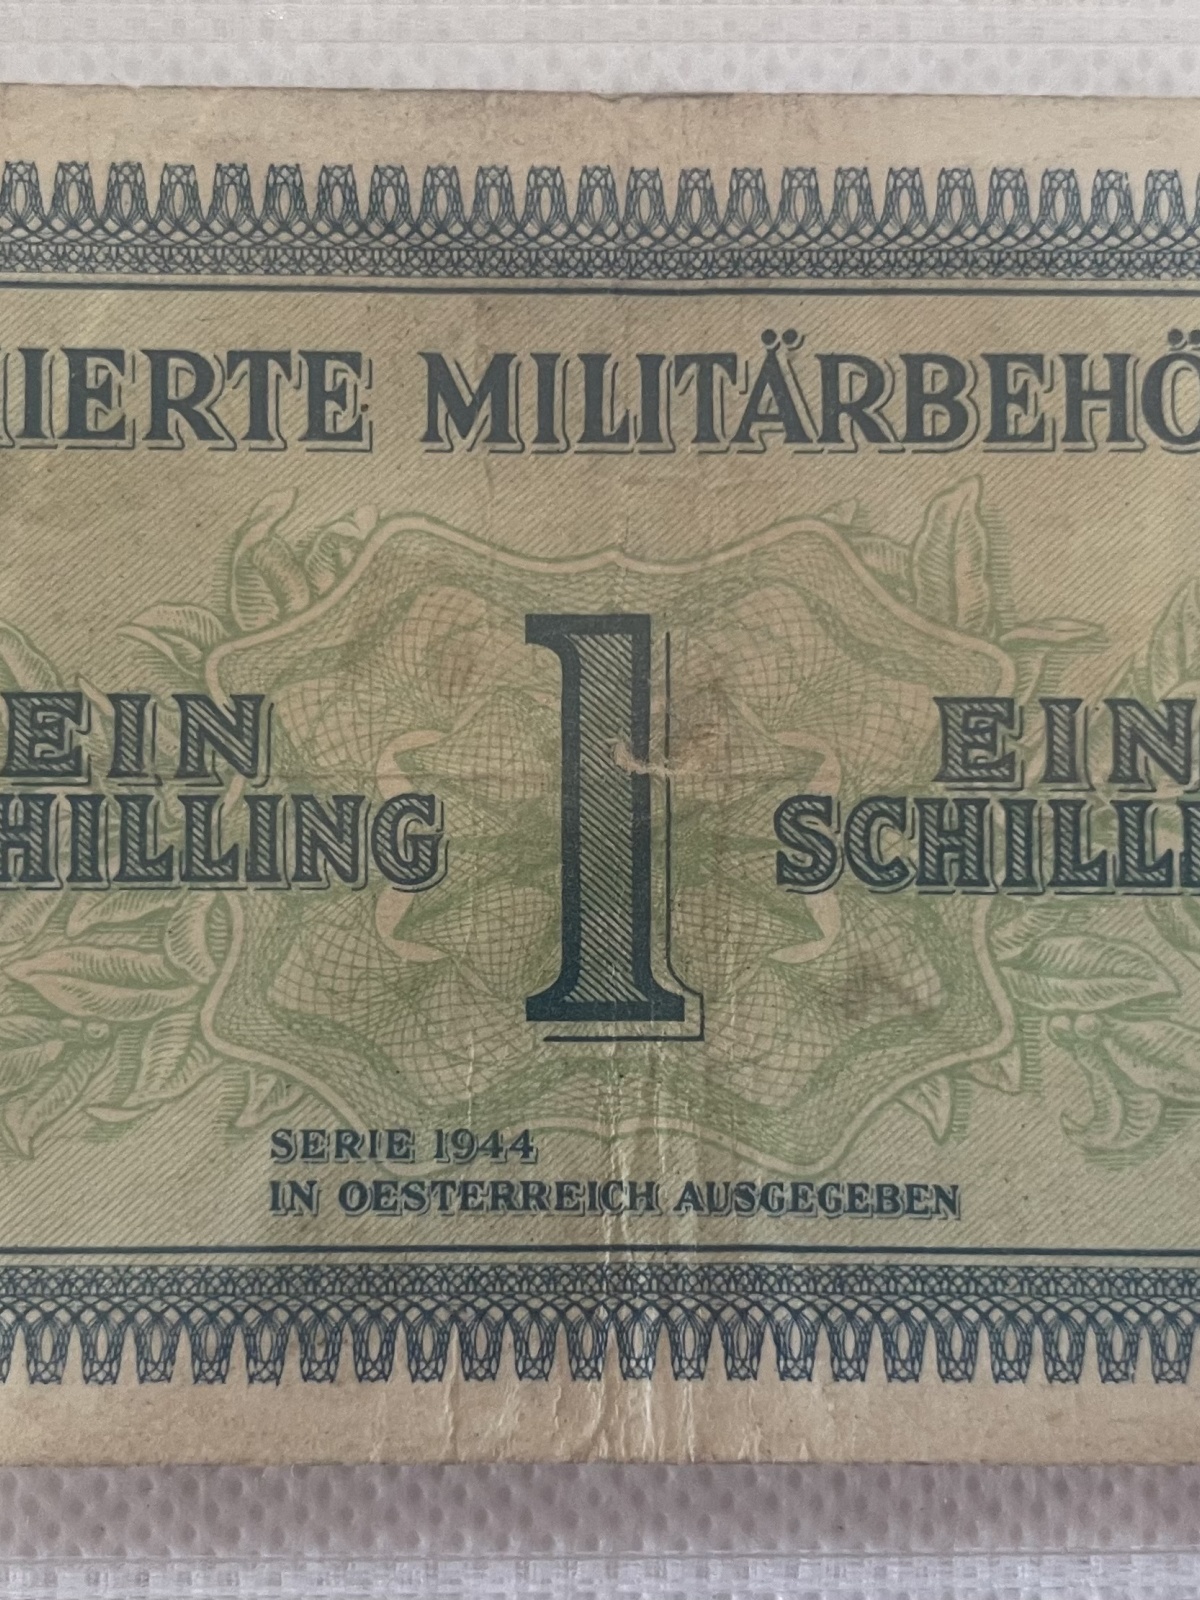 IERTE MILITÄRBEHÖ
1
EIN
HILLING
EIN
SCHILL
SERIE 1944
IN OESTERREICH AUSGEGEBEN